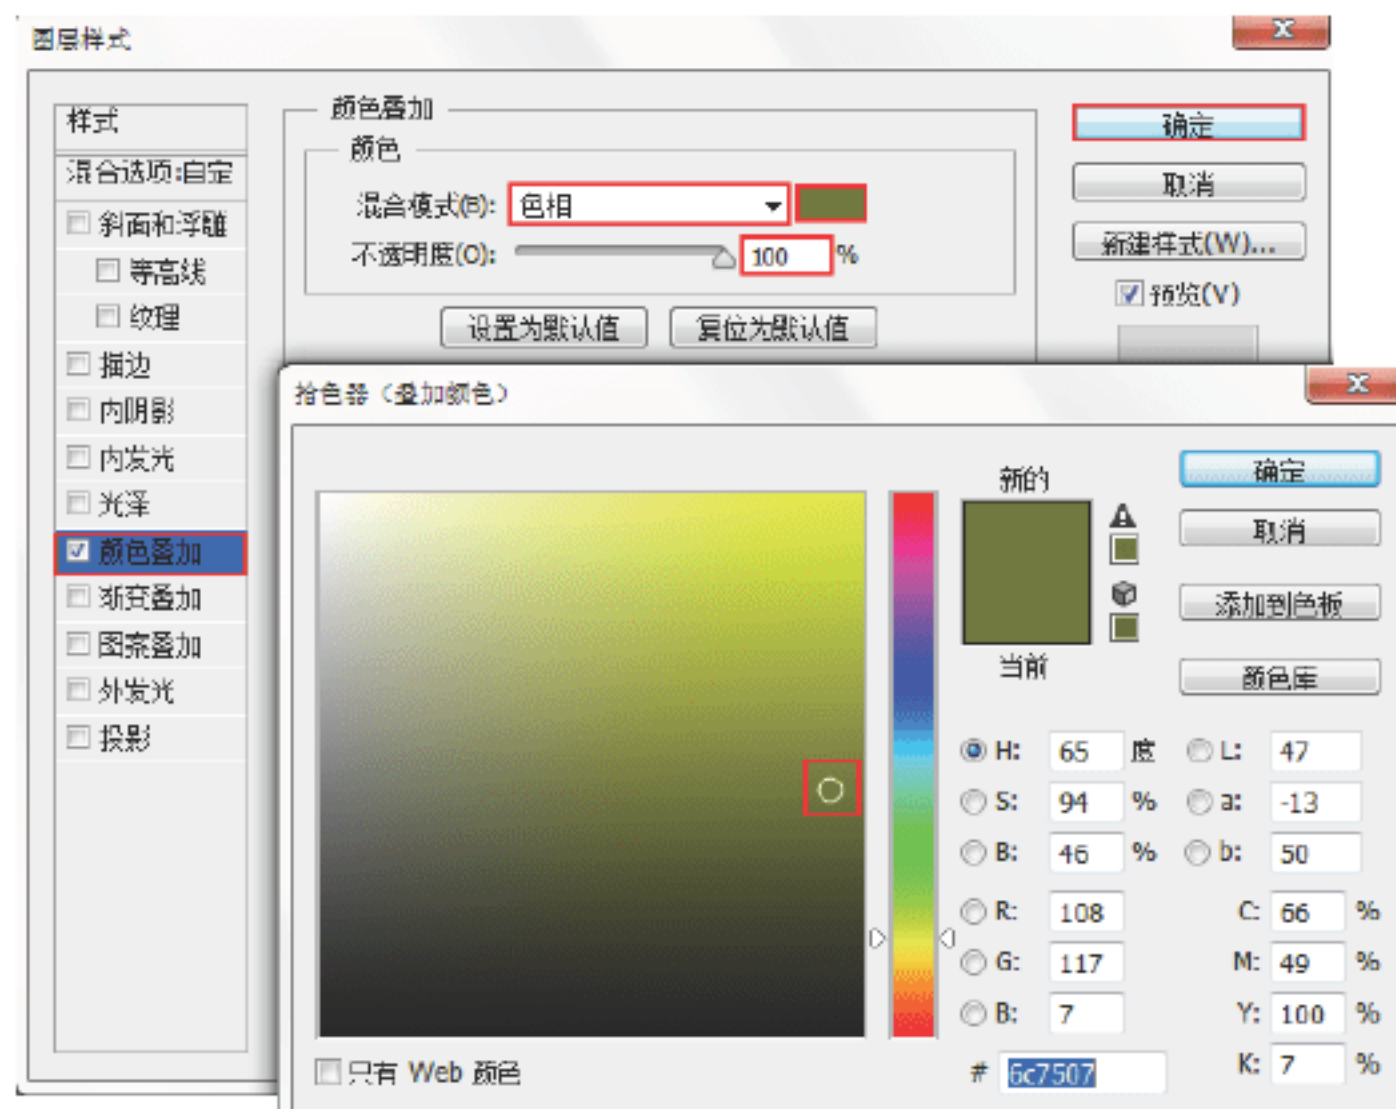 图层样式
样式
混合选项:自定
斜面和浮雕
等高线
纹理
描边
内阴影
内发光
光泽
颜色叠加
渐变叠加
图案叠加
外发光
投影
颜色叠加
颜色
混合模式(B): 色相
不透明度(O): 100 %
设置为默认值 复位为默认值
确定
取消
新建样式(W)...
预览(V)
拾色器（叠加颜色）
新的
当前
确定
取消
添加到色板
颜色库
H: 65 度 L: 47
S: 94 % a: -13
B: 46 % b: 50
R: 108 C: 66 %
G: 117 M: 49 %
B: 7 Y: 100 %
# 6c7507 K: 7 %
只有 Web 颜色